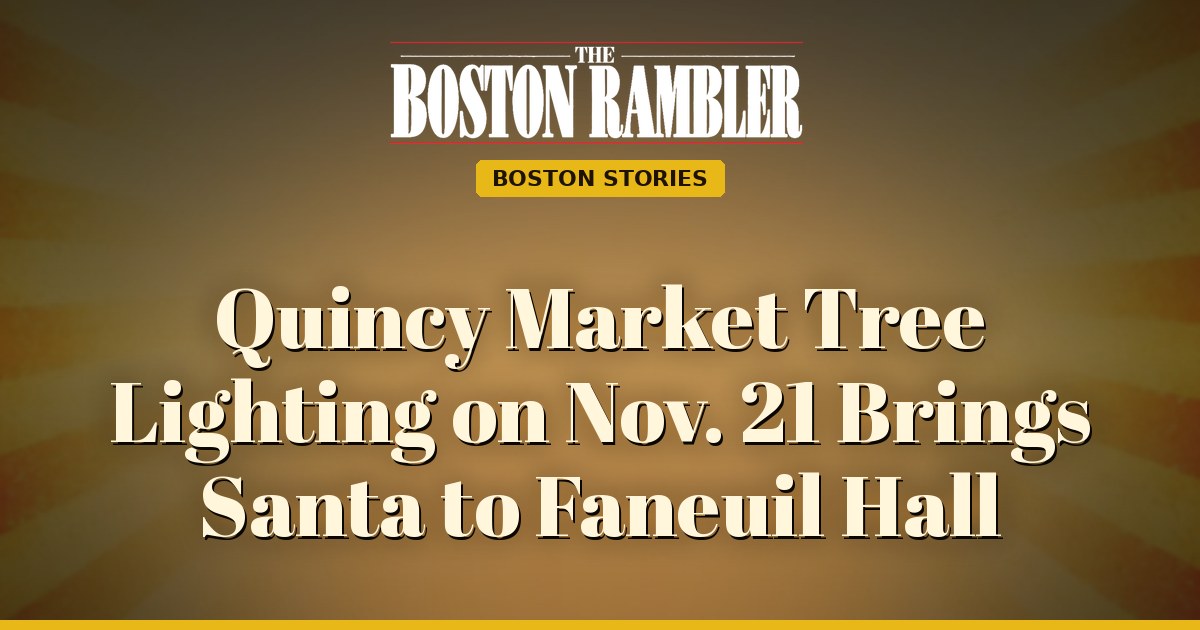 THE
BOSTON RAMBLER
BOSTON STORIES
Quincy Market Tree
Lighting on Nov. 21 Brings
Santa to Faneuil Hall